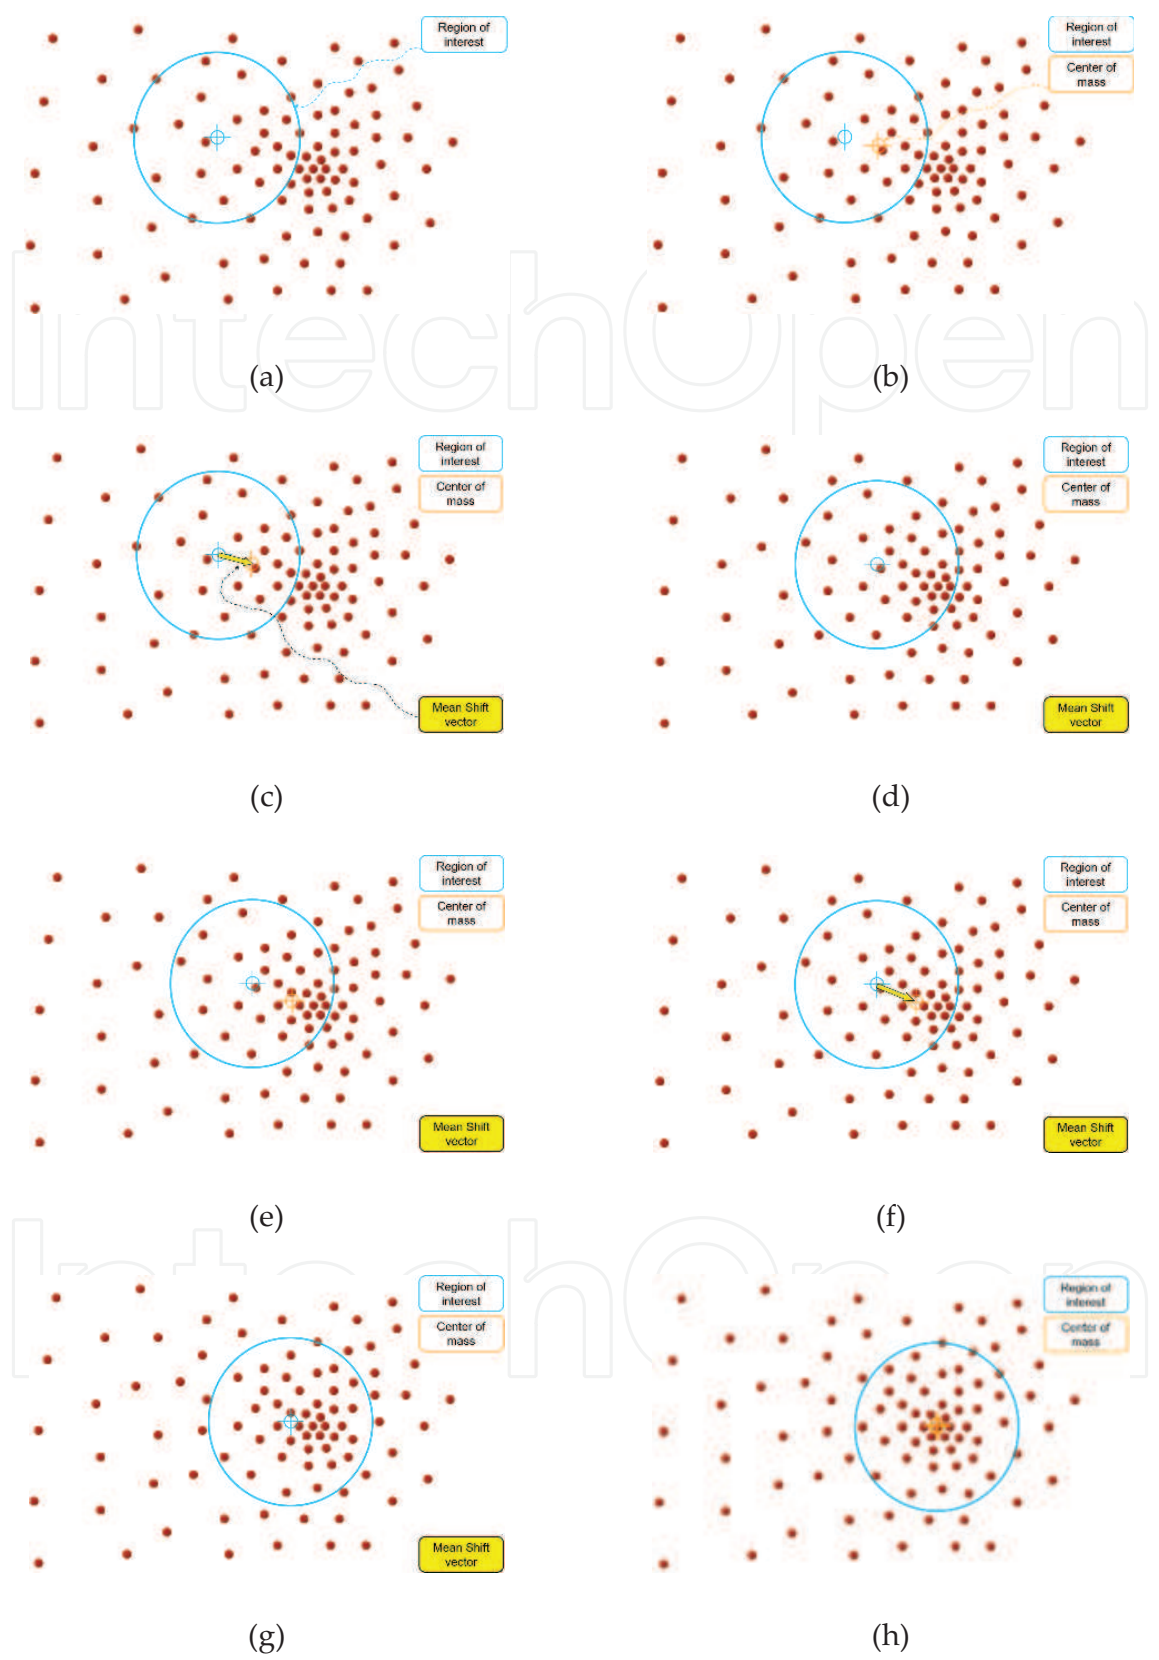 Region of
interest
Region of
interest
Center of
mass
IntechOpen
(a)
(b)
Region of
interest
Center of
mass
Mean Shift
vector
Region of
interest
Center of
mass
Mean Shift
vector
(c)
(d)
Region of
interest
Center of
mass
Mean Shift
vector
Region of
interest
Center of
mass
Mean Shift
vector
(e)
(f)
IntechOpen
Region of
interest
Center of
mass
Mean Shift
vector
Region of
interest
Center of
mass
(g)
(h)